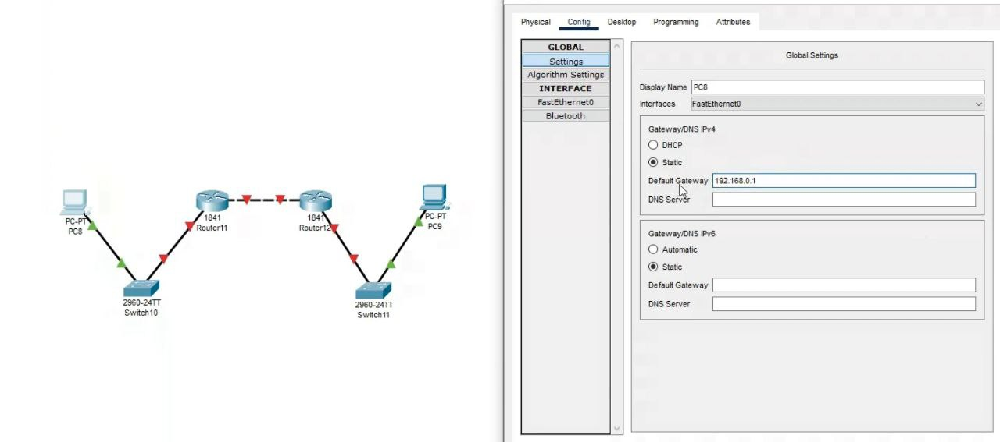 Physical Config Desktop Programming Attributes
GLOBAL
Settings
Algorithm Settings
INTERFACE
FastEthernet0
Bluetooth
Global Settings
Display Name PC8
Interfaces FastEthernet0
Gateway/DNS IPv4
DHCP
Static
Default Gateway 192.168.0.1
DNS Server
Gateway/DNS IPv6
Automatic
Static
Default Gateway
DNS Server
PC-PT
PC8
1841
Router11
1841
Router12
PC-PT
PC9
2960-24TT
Switch10
2960-24TT
Switch11